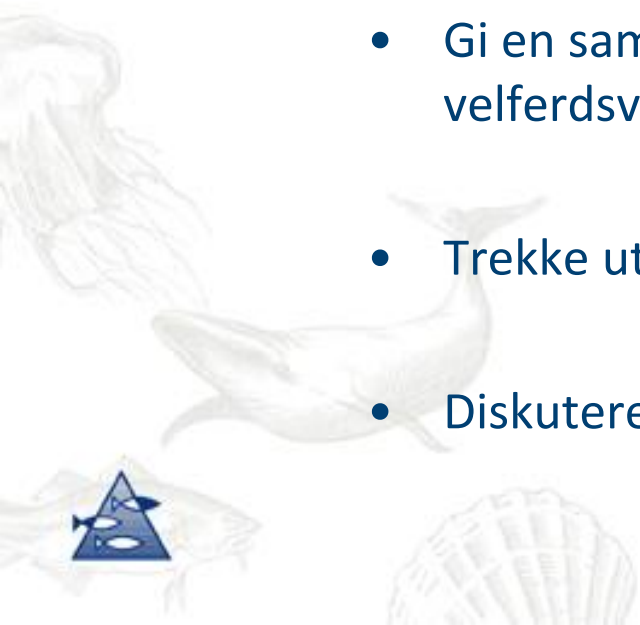 • Gi en sam
velferdsv
• Trekke ut
• Diskutere